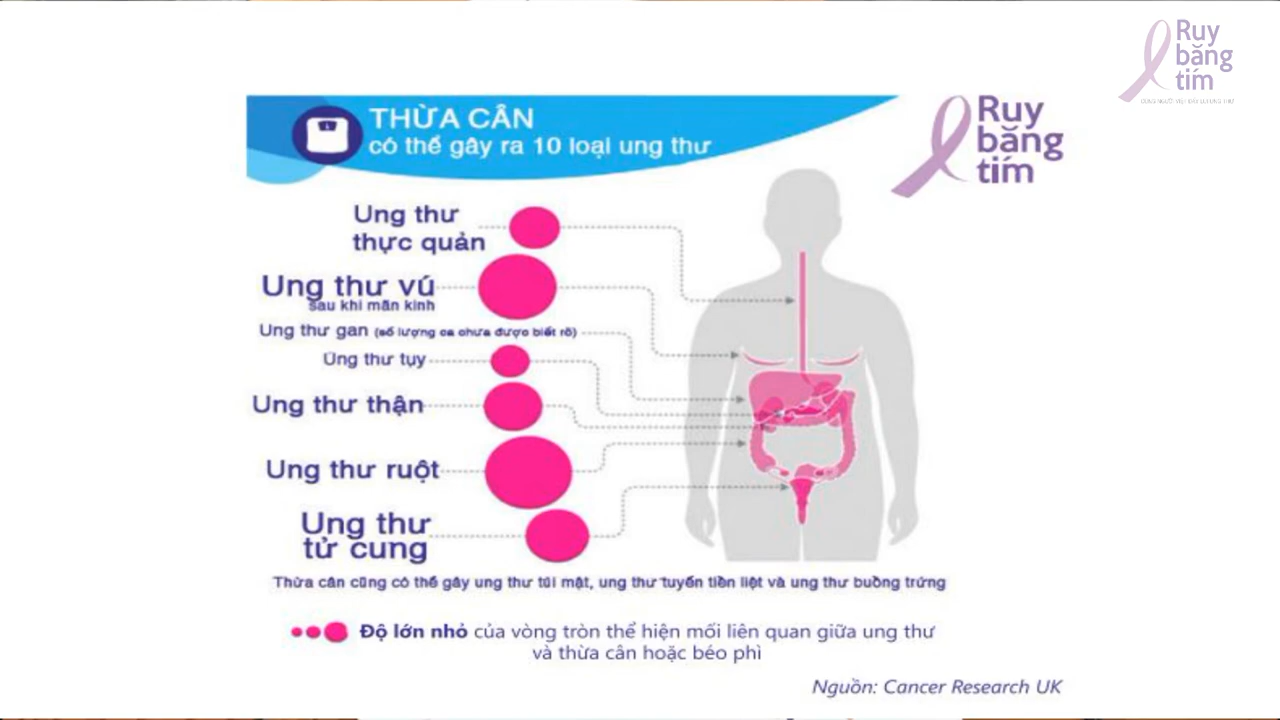 Ruy
băng
tím
THỪA CÂN
có thể gây ra 10 loại ung thư
Ruy
băng
tím
Ung thư
thực quản
Ung thư vú
sau khi mãn kinh
Ung thư gan (số lượng ca chưa được biết rõ)
Ung thư tụy
Ung thư thận
Ung thư ruột
Ung thư
tử cung
Thừa cân cũng có thể gây ung thư túi mật, ung thư tuyến tiền liệt và ung thư buồng trứng
Độ lớn nhỏ của vòng tròn thể hiện mối liên quan giữa ung thư
và thừa cân hoặc béo phì
Nguồn: Cancer Research UK